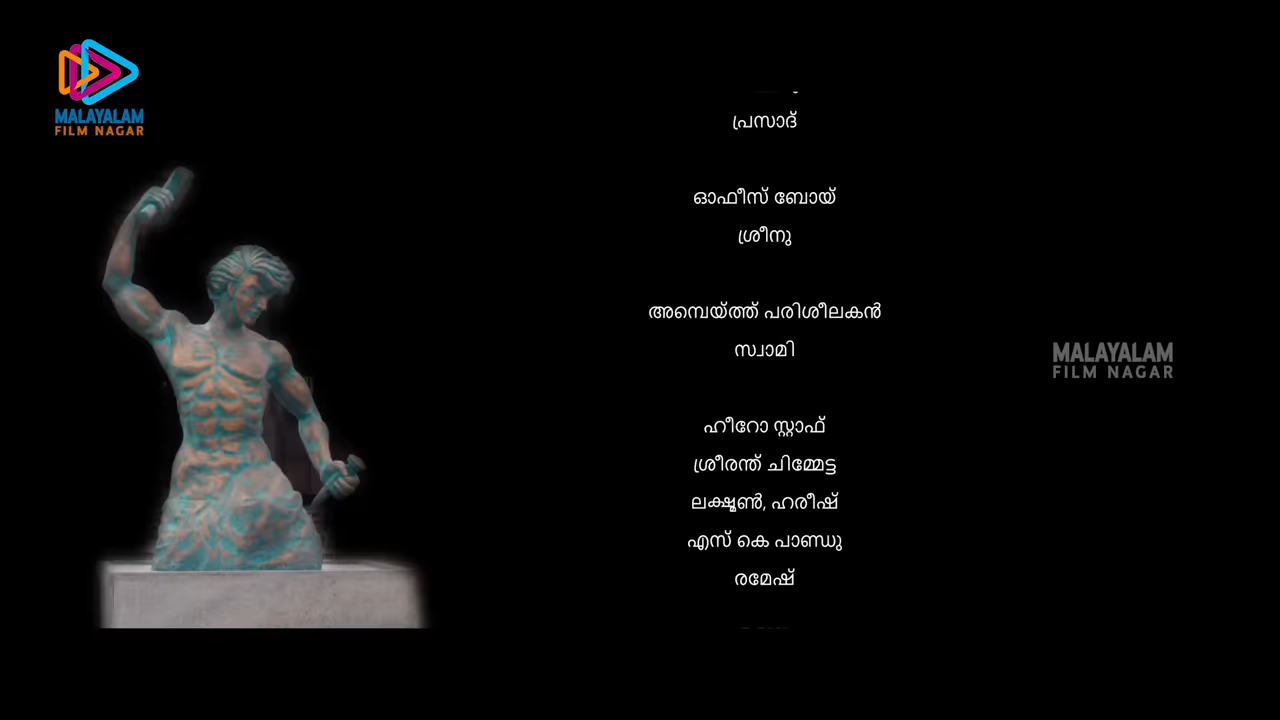 MALAYALAM
FILM NAGAR
പ്രസാദ്
ഓഫീസ് ബോയ്
ശ്രീനു
അമ്പെയ്ത്ത് പരിശീലകൻ
സ്വാമി
ഹീറോ സ്റ്റാഫ്
ശ്രീരന്ത് ചിമ്മേട്ട
ലക്ഷ്മൺ, ഹരീഷ്
എസ് കെ പാണ്ഡു
രമേഷ്
MALAYALAM
FILM NAGAR